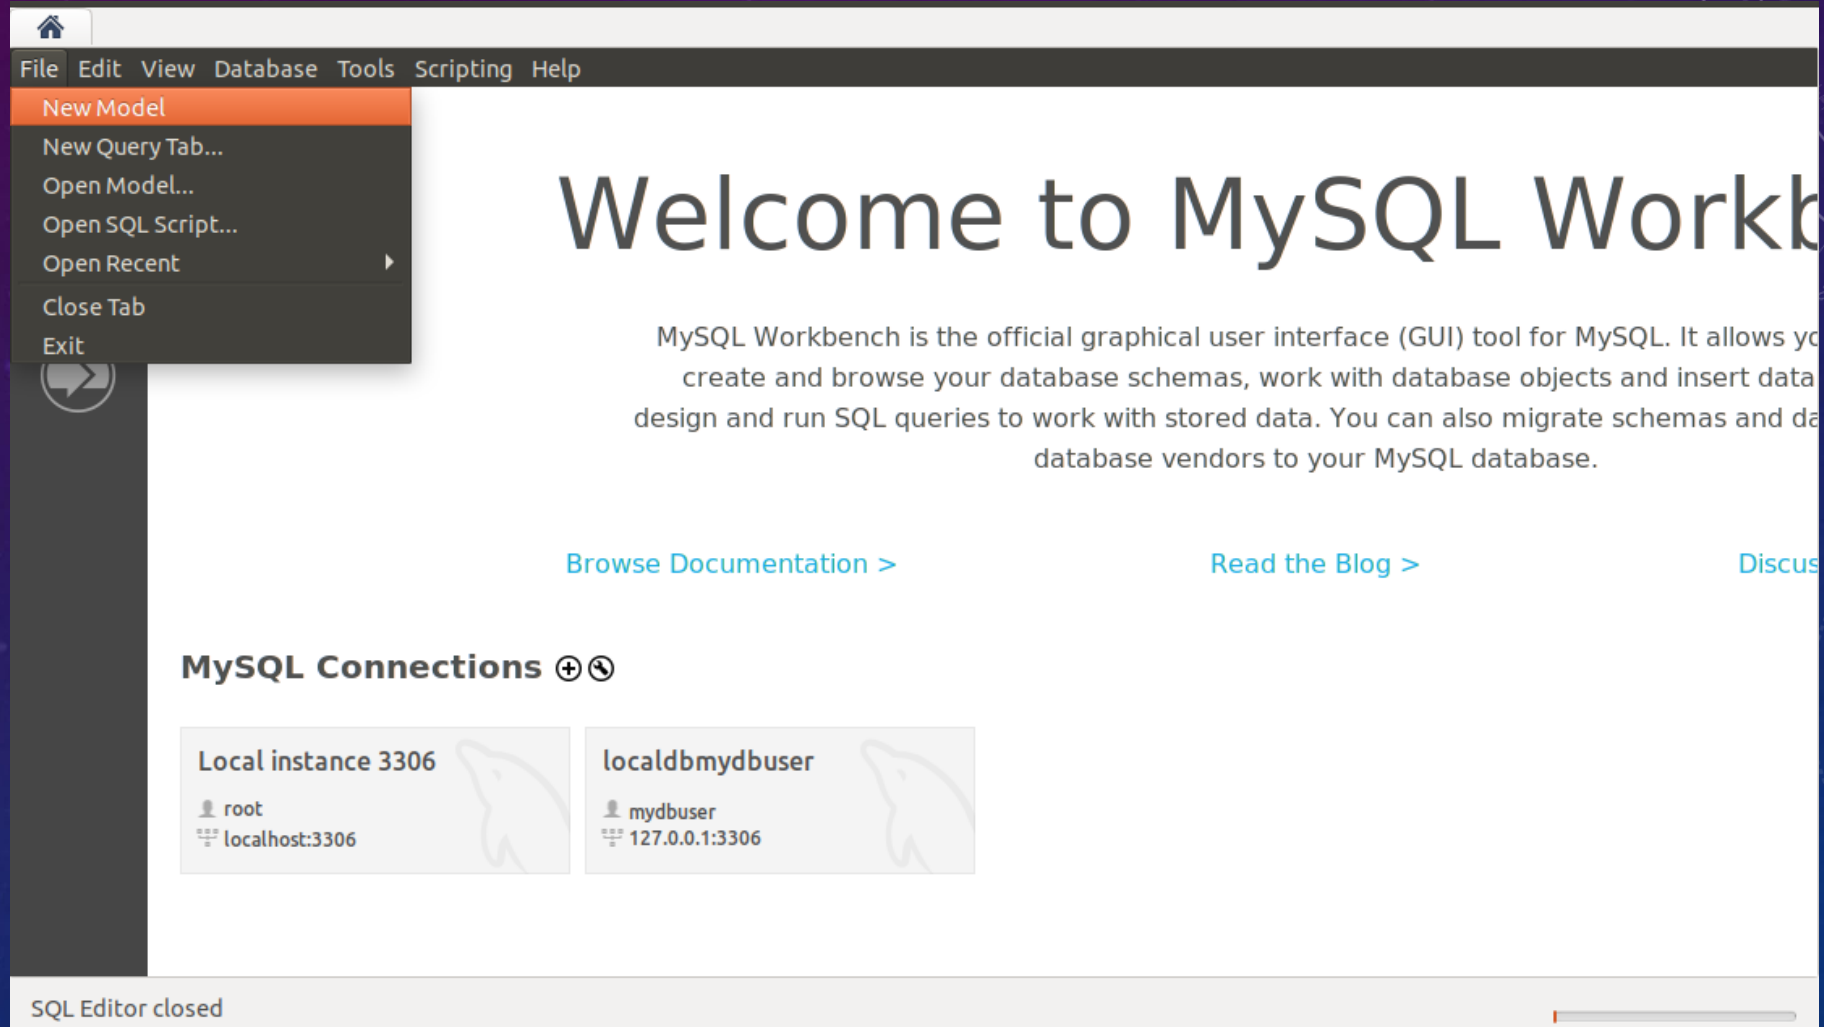 File Edit View Database Tools Scripting Help
New Model
New Query Tab...
Open Model...
Open SQL Script...
Open Recent
Close Tab
Exit
Welcome to MySQL Workb
MySQL Workbench is the official graphical user interface (GUI) tool for MySQL. It allows yo
create and browse your database schemas, work with database objects and insert data
design and run SQL queries to work with stored data. You can also migrate schemas and da
database vendors to your MySQL database.
Browse Documentation > Read the Blog > Discus
MySQL Connections
Local instance 3306
root
localhost:3306
localdbmydbuser
mydbuser
127.0.0.1:3306
SQL Editor closed